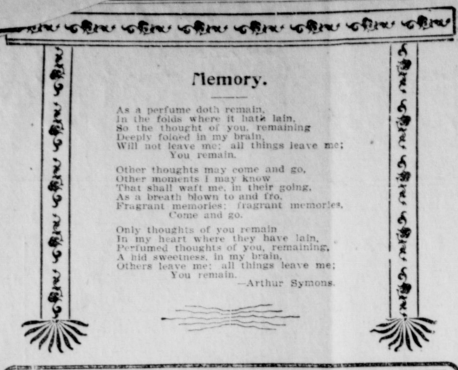 Memory.
As a perfume doth remain,
In the folds where it hath lain,
So the thought of you, remaining
Deeply folded in my brain,
Will not leave me; all things leave me;
You remain.
Other thoughts may come and go,
Other moments I may know
That shall waft me, in their going,
As a breath blown to and fro,
Fragrant memories; fragrant memories,
Come and go.
Only thoughts of you remain
In my heart where they have lain,
Perfumed thoughts of you, remaining,
A hid sweetness, in my brain,
Others leave me; all things leave me;
You remain.
—Arthur Symons.